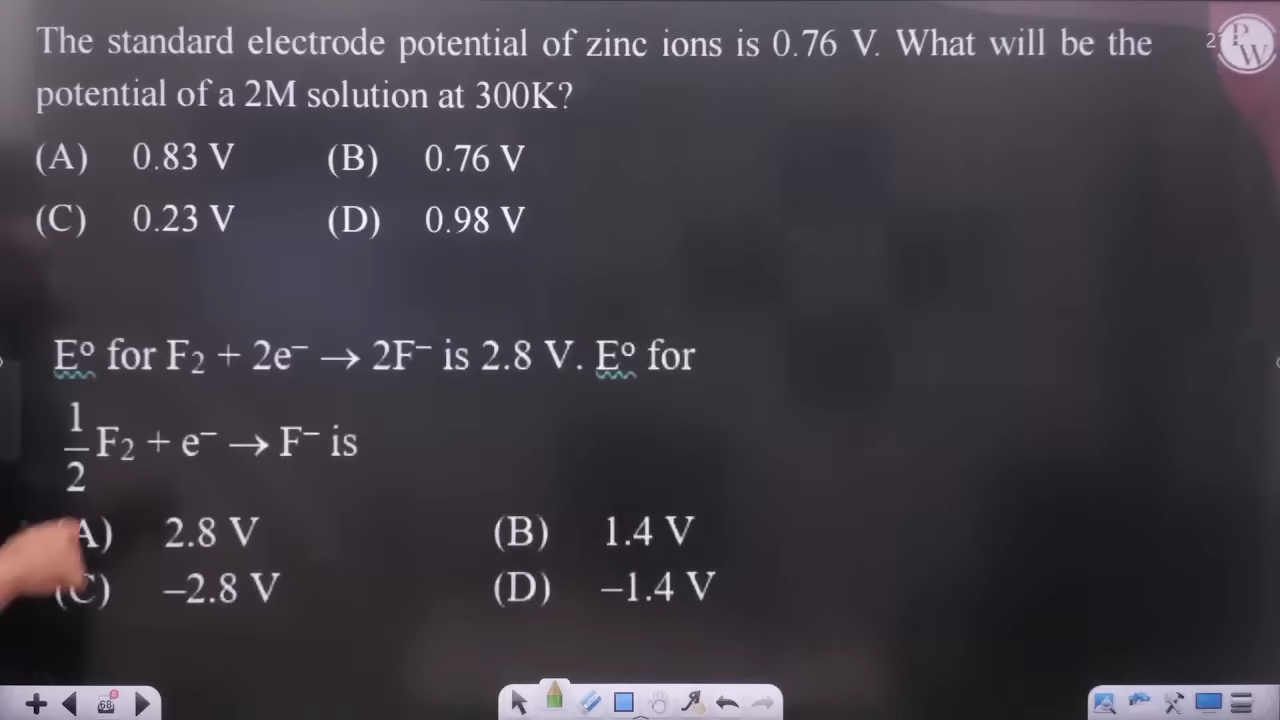 The standard electrode potential of zinc ions is 0.76 V. What will be the
potential of a 2M solution at 300K?
(A) 0.83 V (B) 0.76 V
(C) 0.23 V (D) 0.98 V
E° for F₂ + 2e⁻ → 2F⁻ is 2.8 V. E° for
1/2 F₂ + e⁻ → F⁻ is
A) 2.8 V (B) 1.4 V
(C) –2.8 V (D) –1.4 V
PW
68